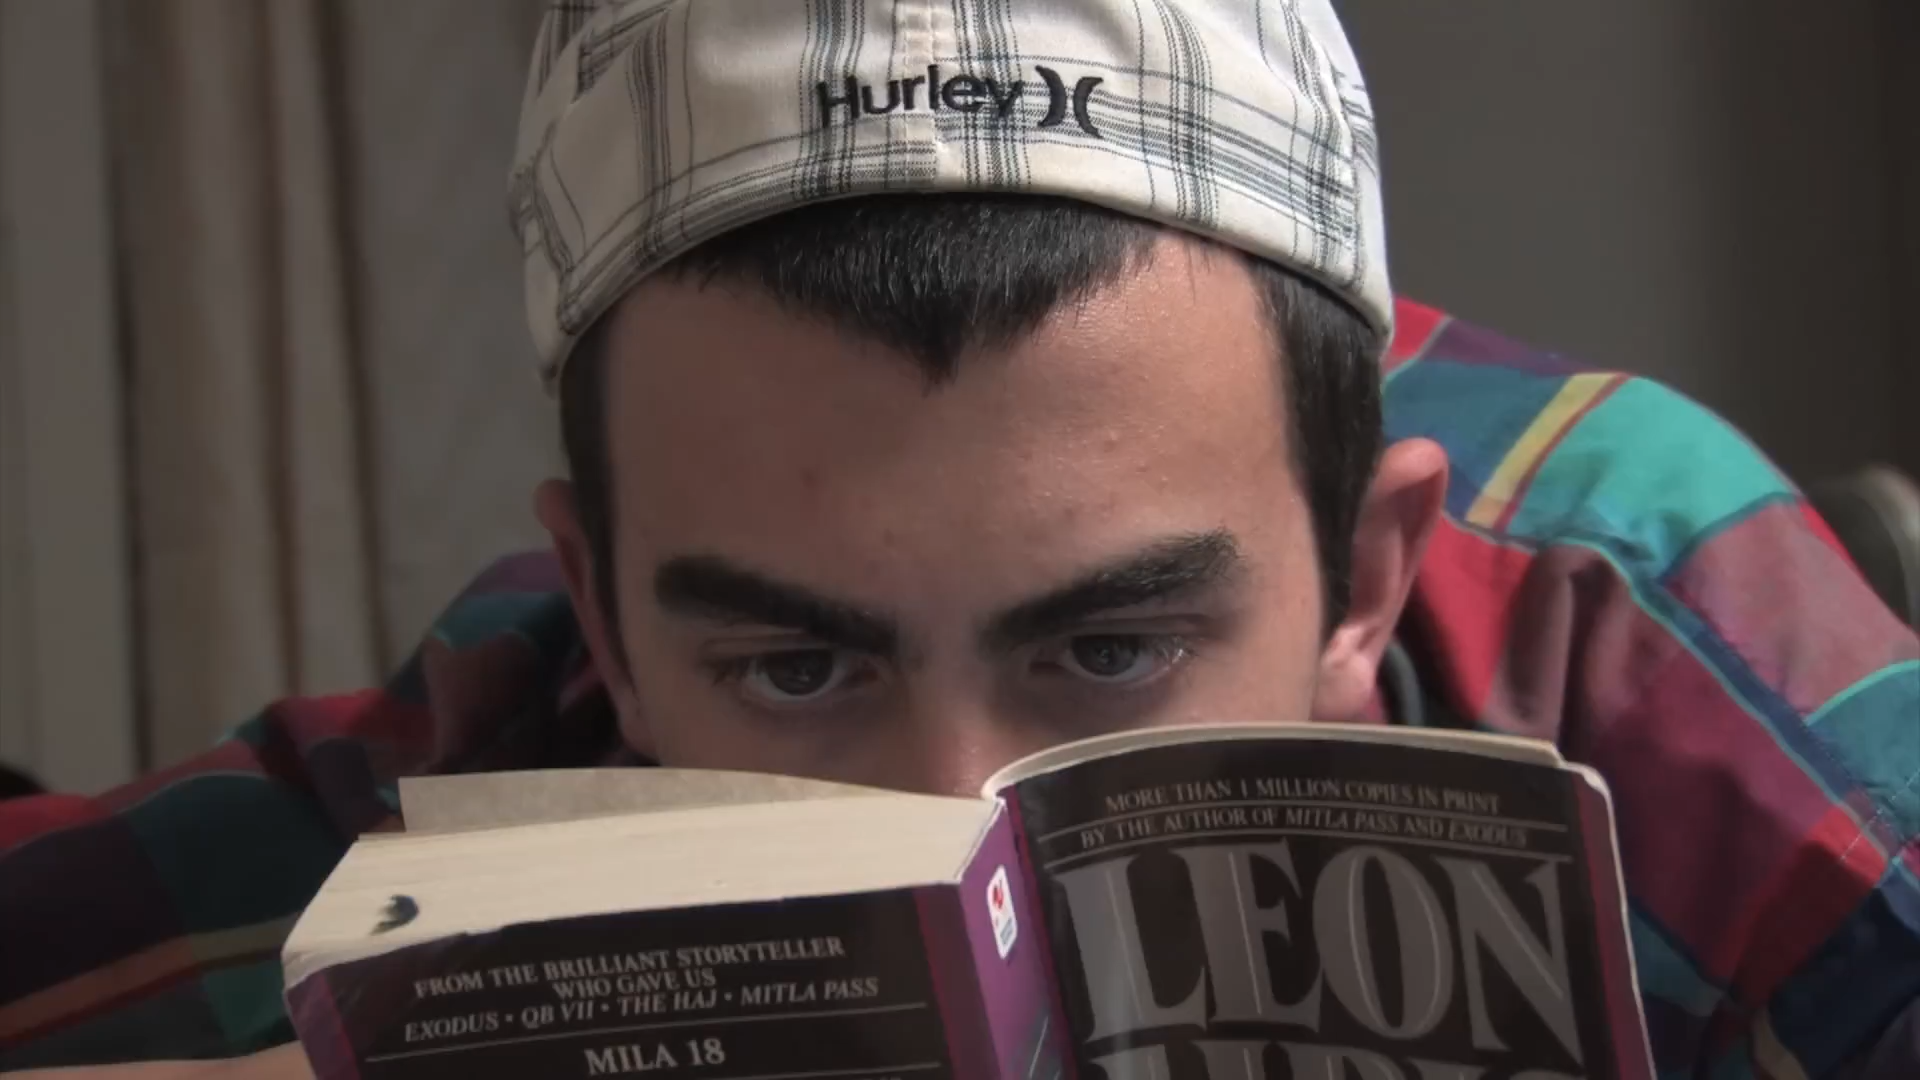 Hurley
MORE THAN 1 MILLION COPIES IN PRINT
BY THE AUTHOR OF MITLA PASS AND EXODUS
LEON
FROM THE BRILLIANT STORYTELLER
WHO GAVE US
EXODUS • QB VII • THE HAJ • MITLA PASS
MILA 18